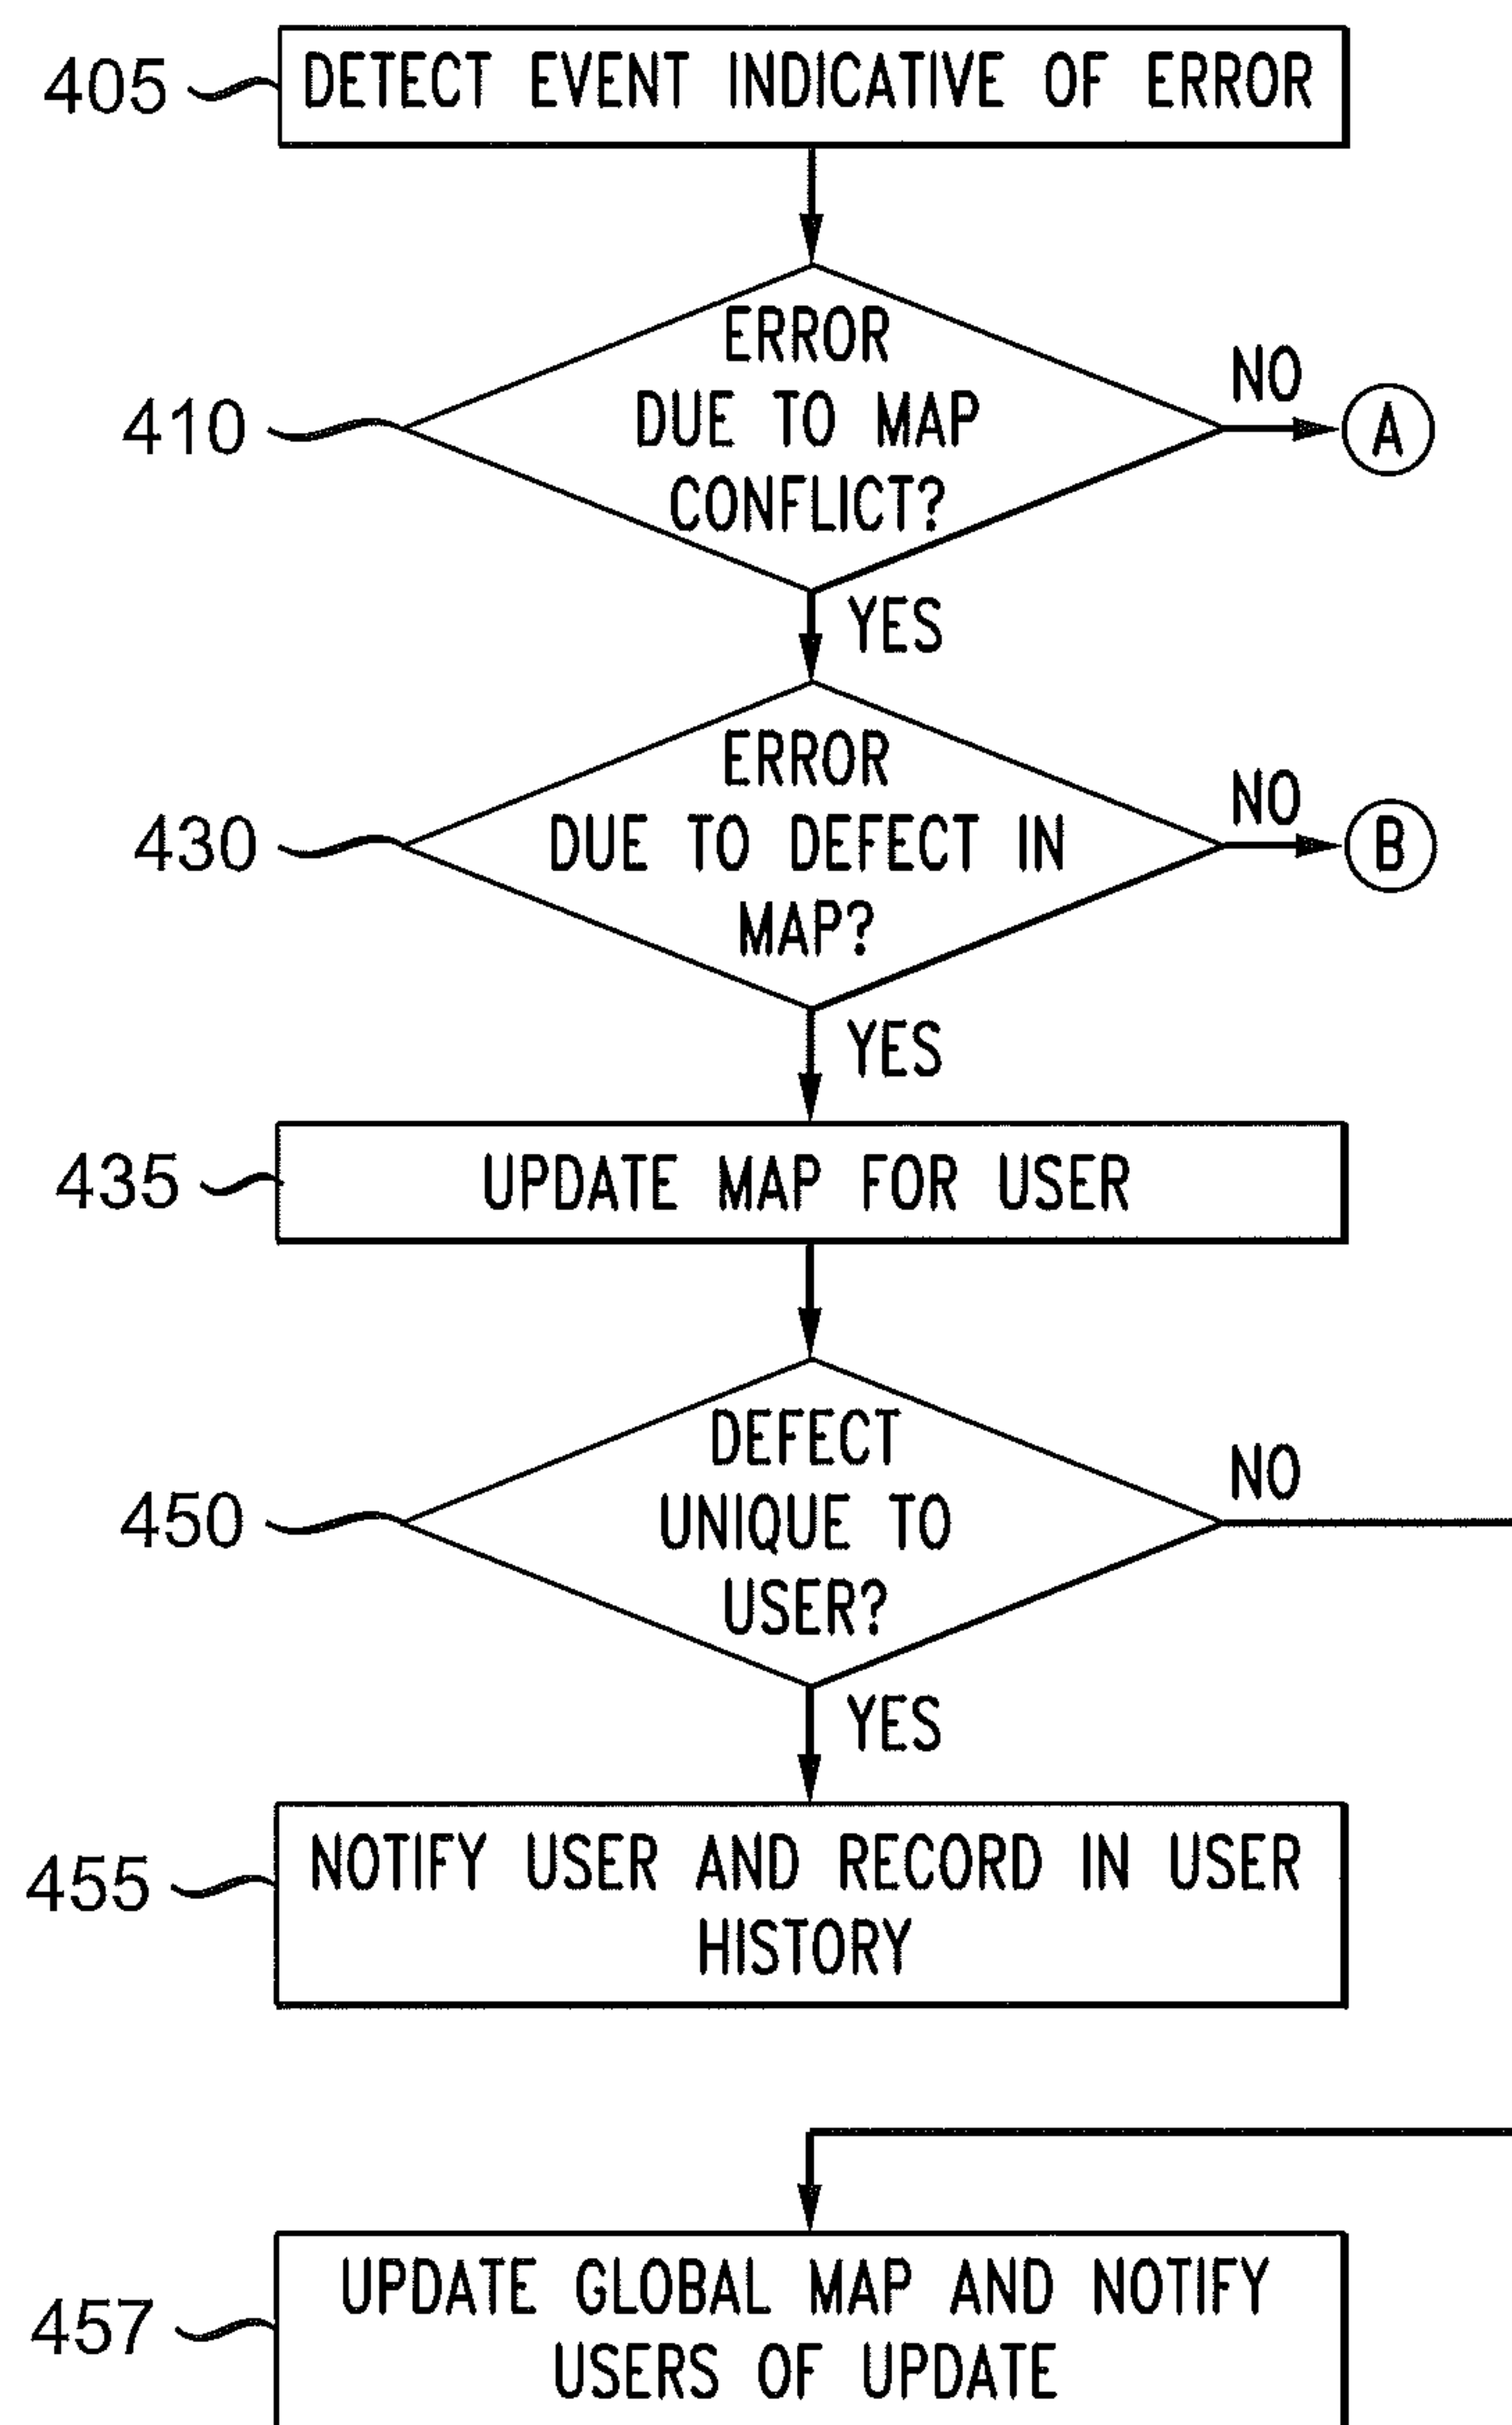 405
DETECT EVENT INDICATIVE OF ERROR
410
ERROR
DUE TO MAP
CONFLICT?
NO
A
YES
430
ERROR
DUE TO DEFECT IN
MAP?
NO
B
YES
435
UPDATE MAP FOR USER
450
DEFECT
UNIQUE TO
USER?
NO
YES
455
NOTIFY USER AND RECORD IN USER
HISTORY
457
UPDATE GLOBAL MAP AND NOTIFY
USERS OF UPDATE